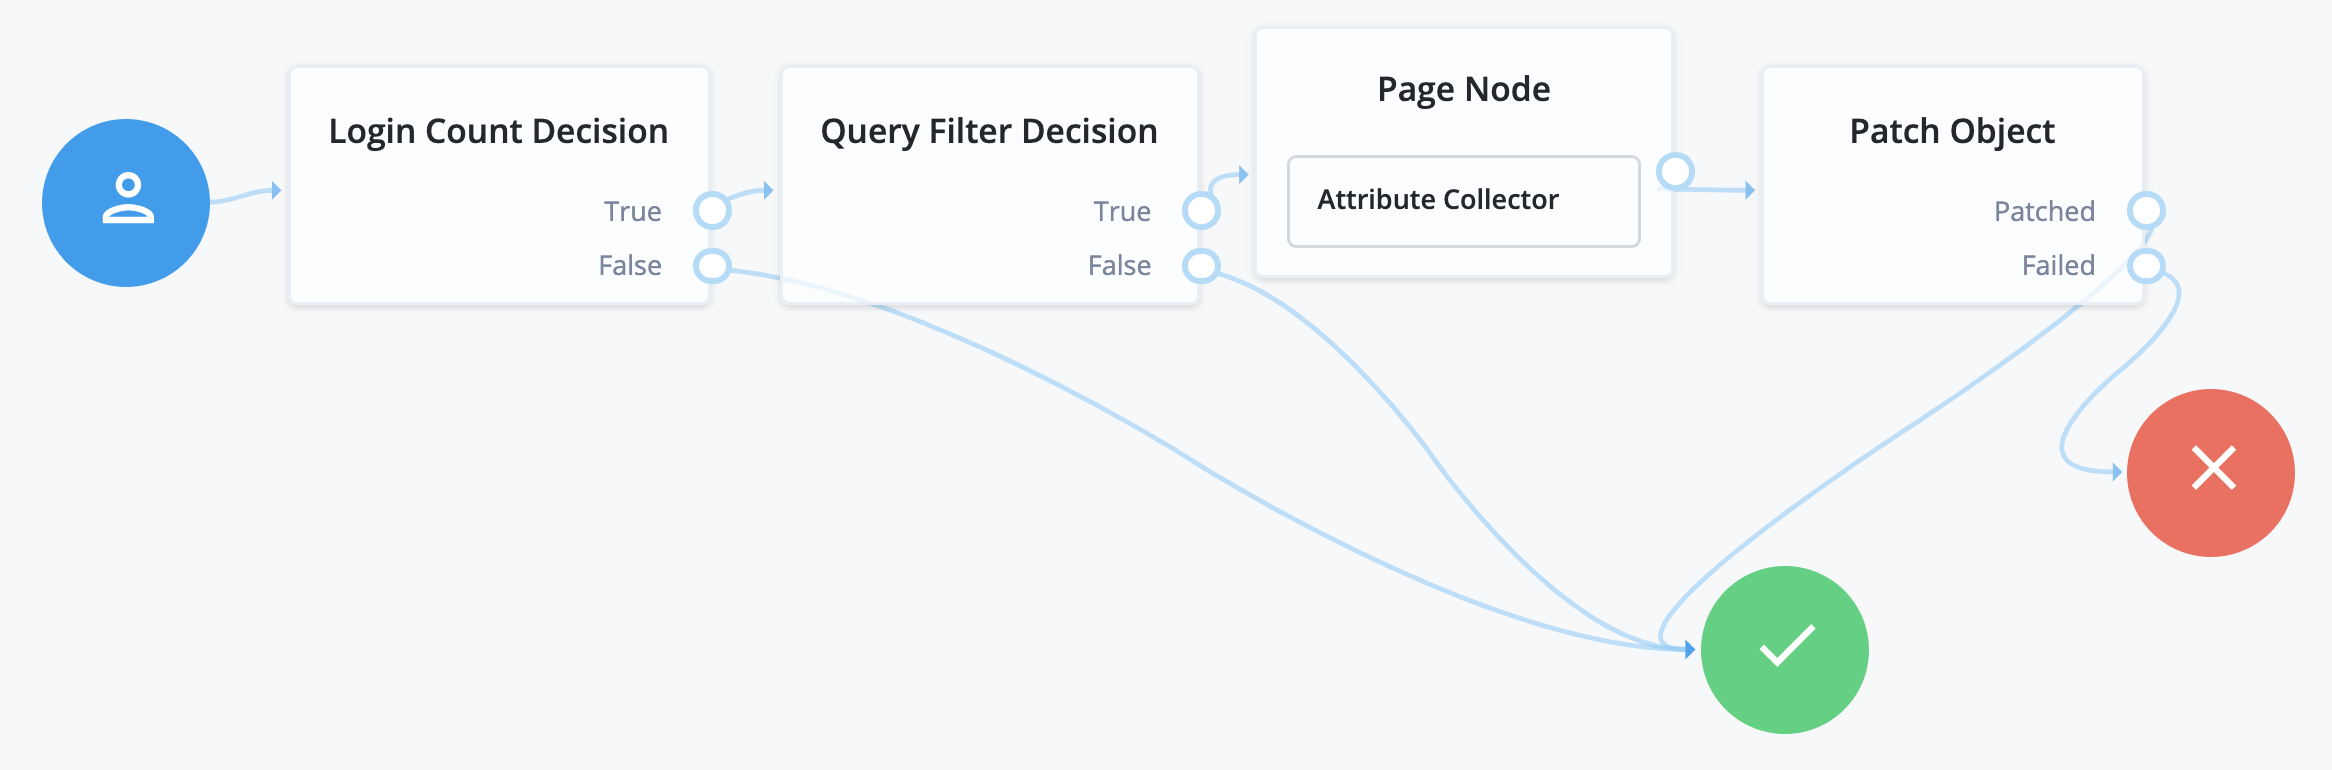 Login Count Decision
True
False
Query Filter Decision
True
False
Page Node
Attribute Collector
Patch Object
Patched
Failed